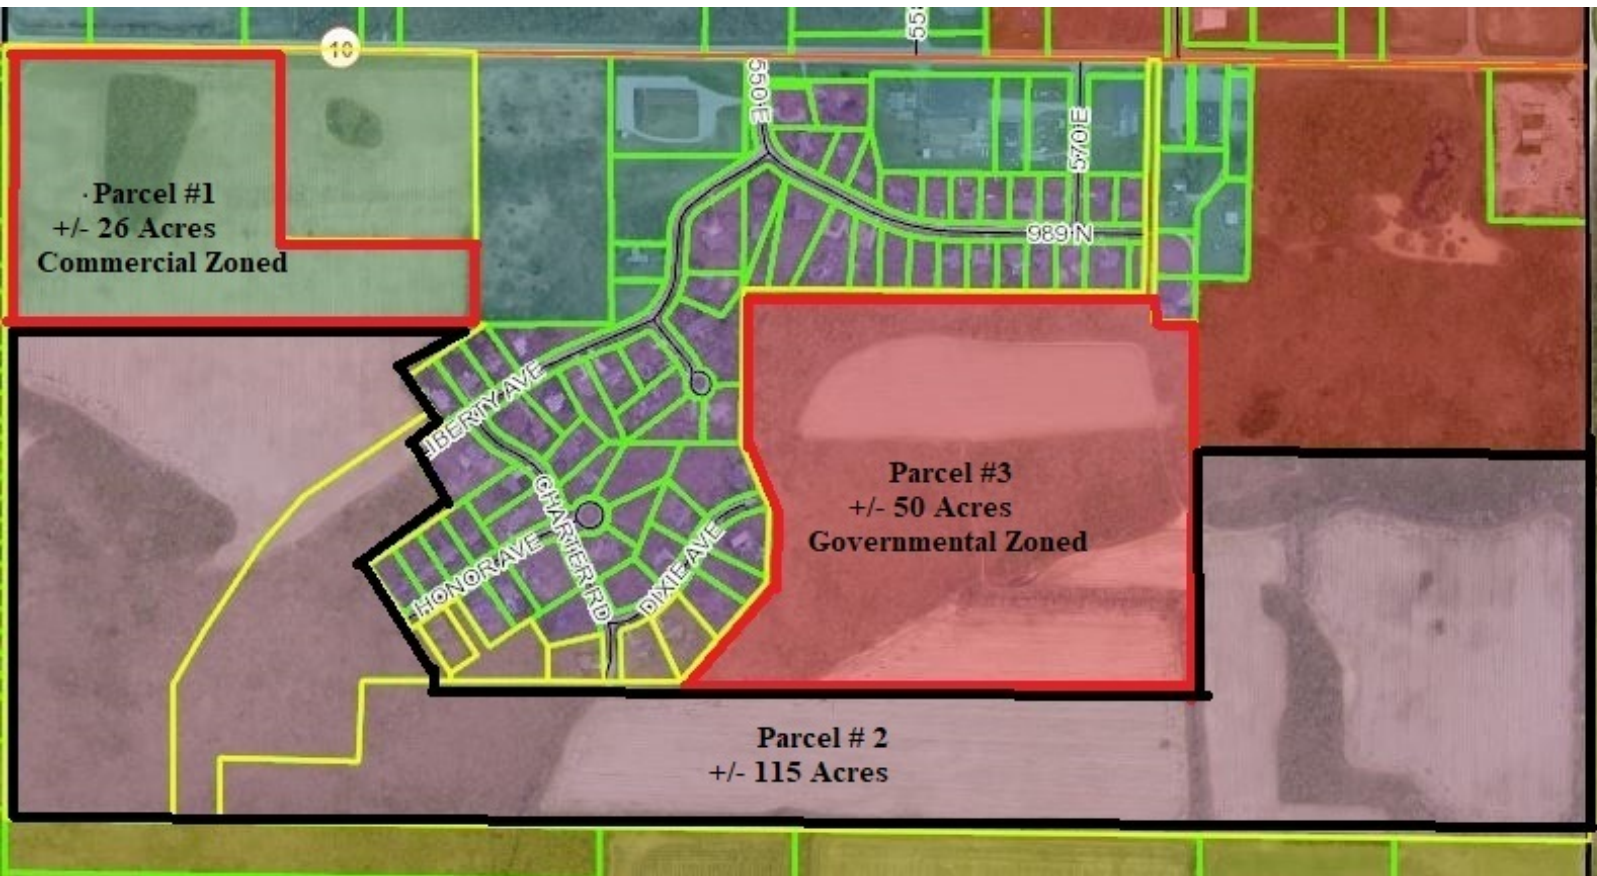 10
55
550 E
570 E
· Parcel #1
+/- 26 Acres
Commercial Zoned
989 N
LIBERTY AVE
Parcel #3
+/- 50 Acres
Governmental Zoned
CHARTER RD
HONOR AVE
DIXIE AVE
Parcel # 2
+/- 115 Acres